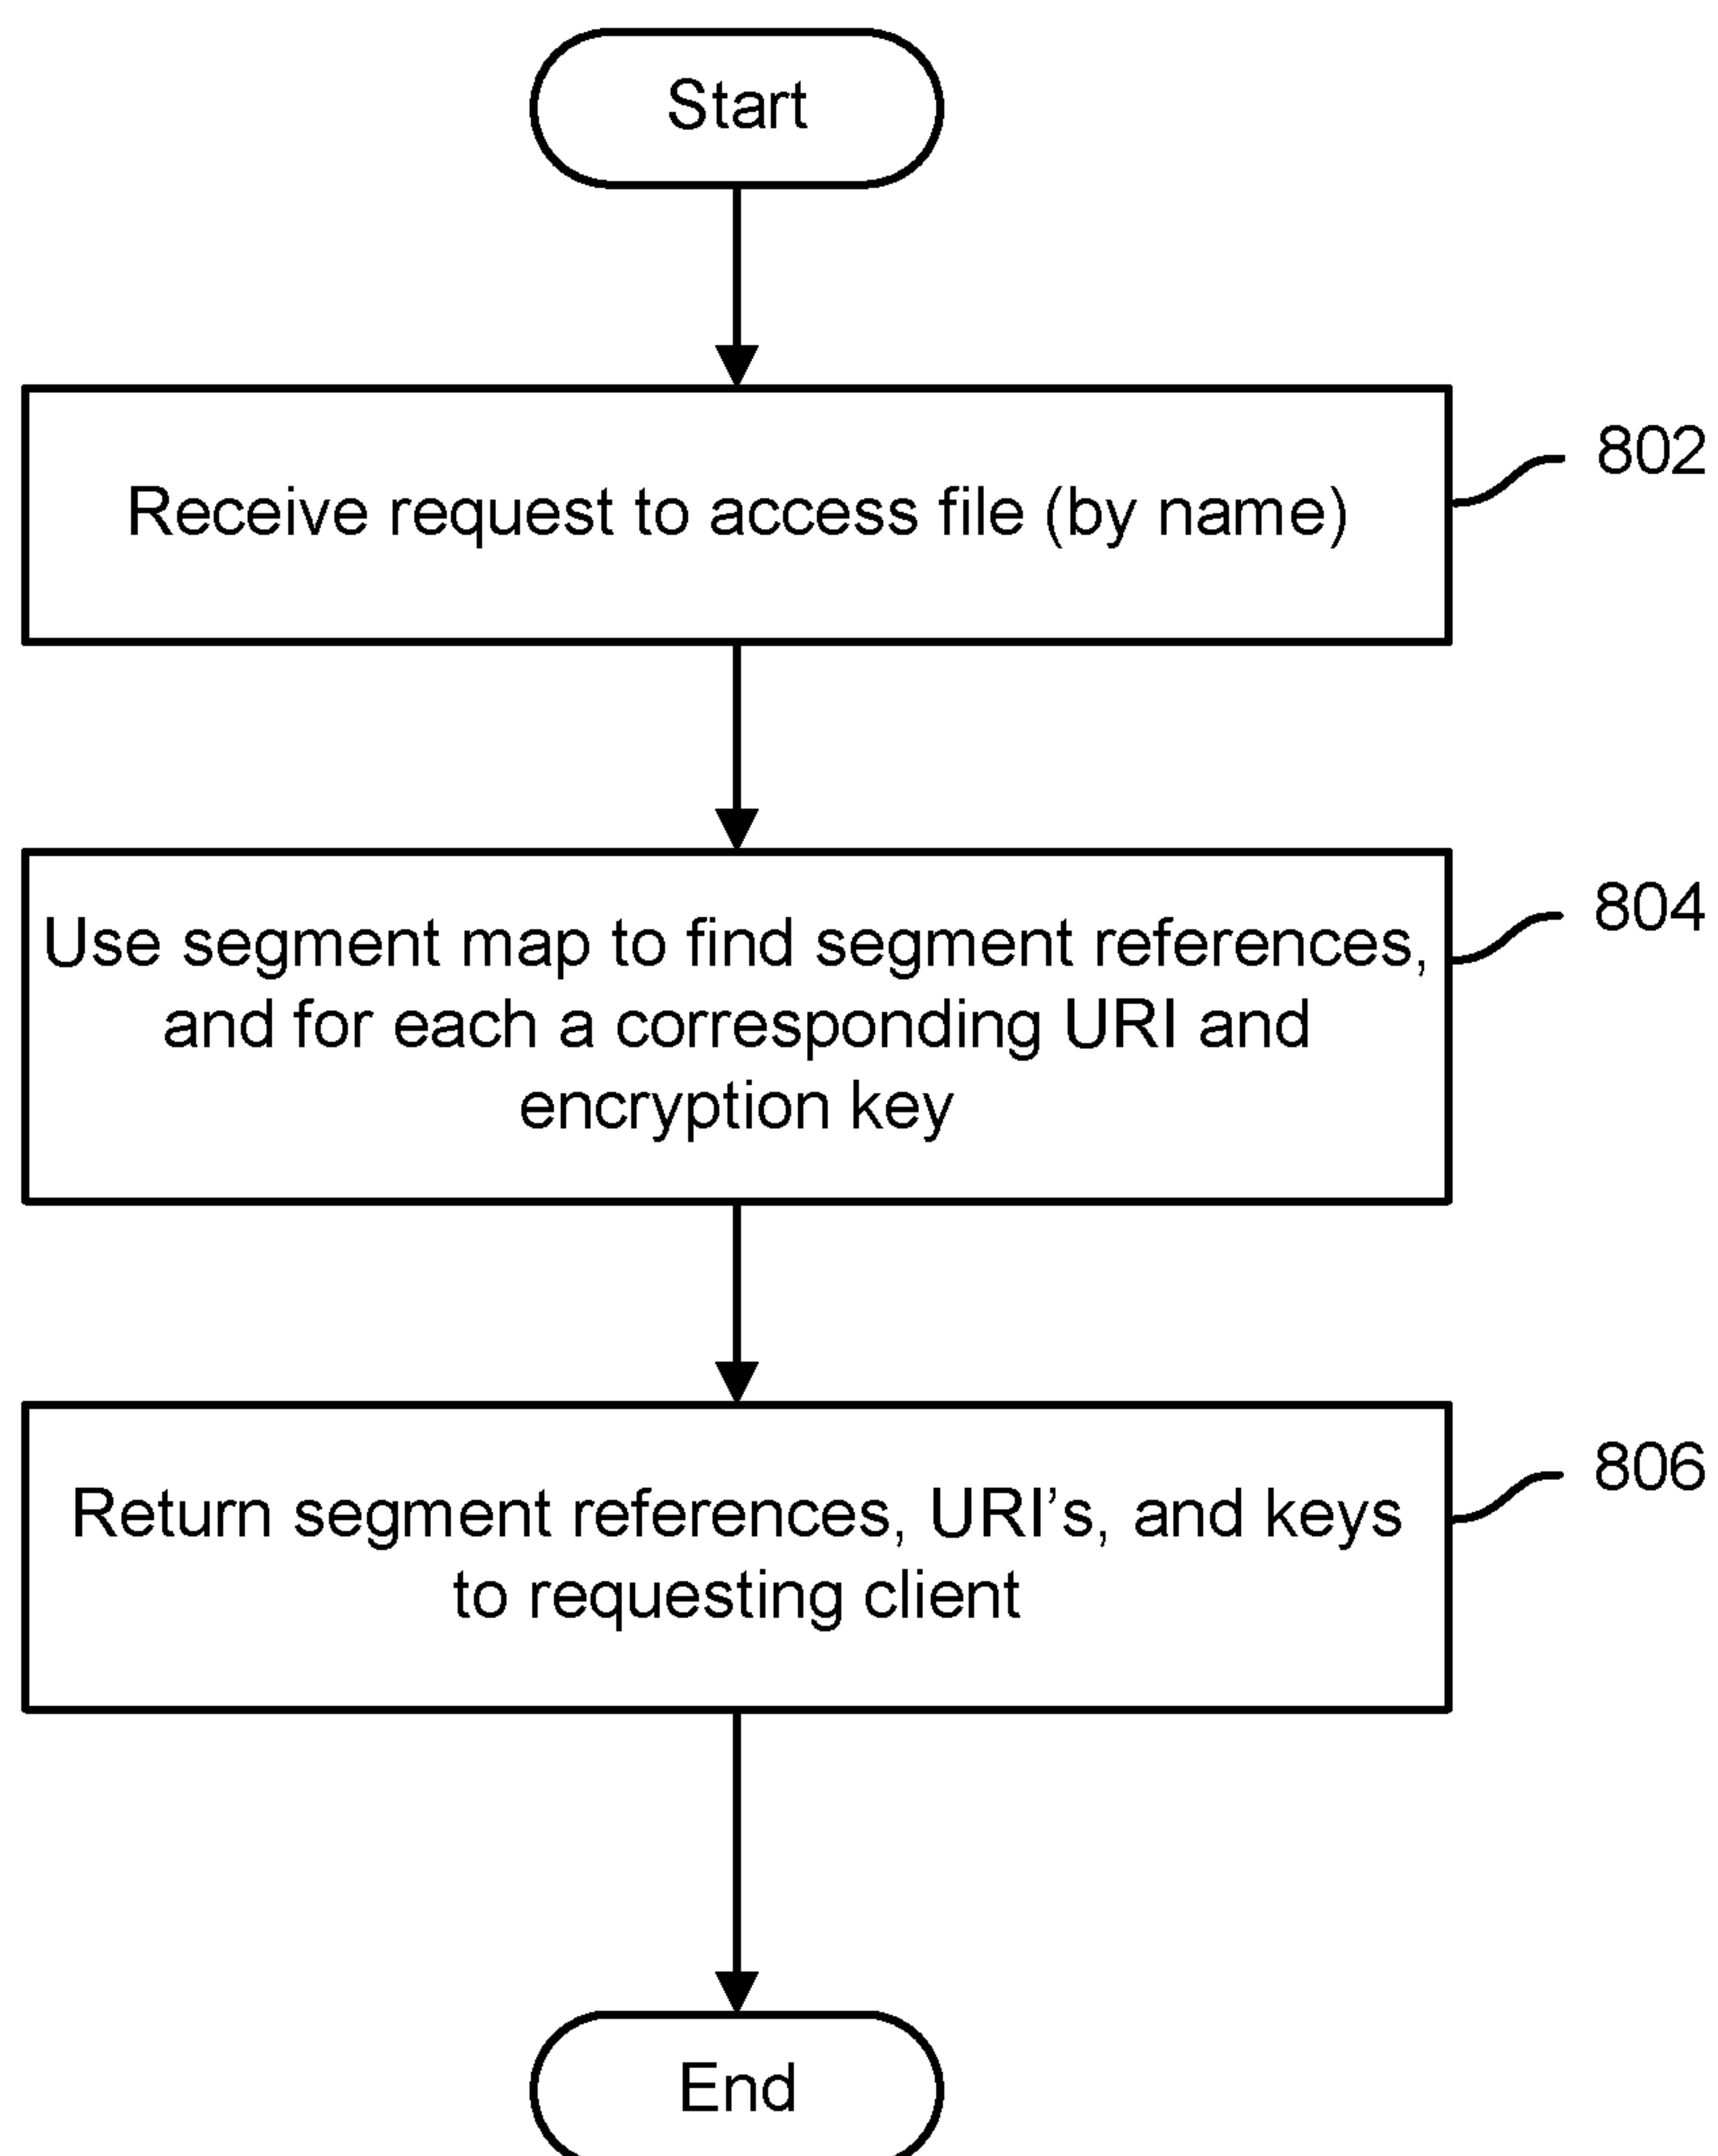 Start
Receive request to access file (by name)
802
Use segment map to find segment references,
and for each a corresponding URI and
encryption key
804
Return segment references, URI's, and keys
to requesting client
806
End